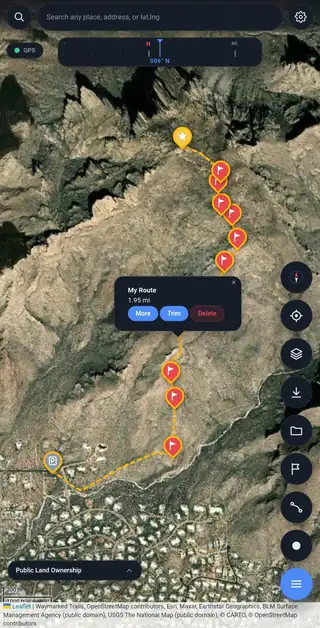 Search any place, address, or lat,lng
GPS
N
NE
006° N
×
My Route
1.95 mi
More
Trim
Delete
P
Public Land Ownership
Leaflet | Waymarked Trails, OpenStreetMap contributors, Esri, Maxar, Earthstar Geographics, BLM Surface
Management Agency (public domain), USGS The National Map (public domain), © CARTO, © OpenStreetMap
contributors